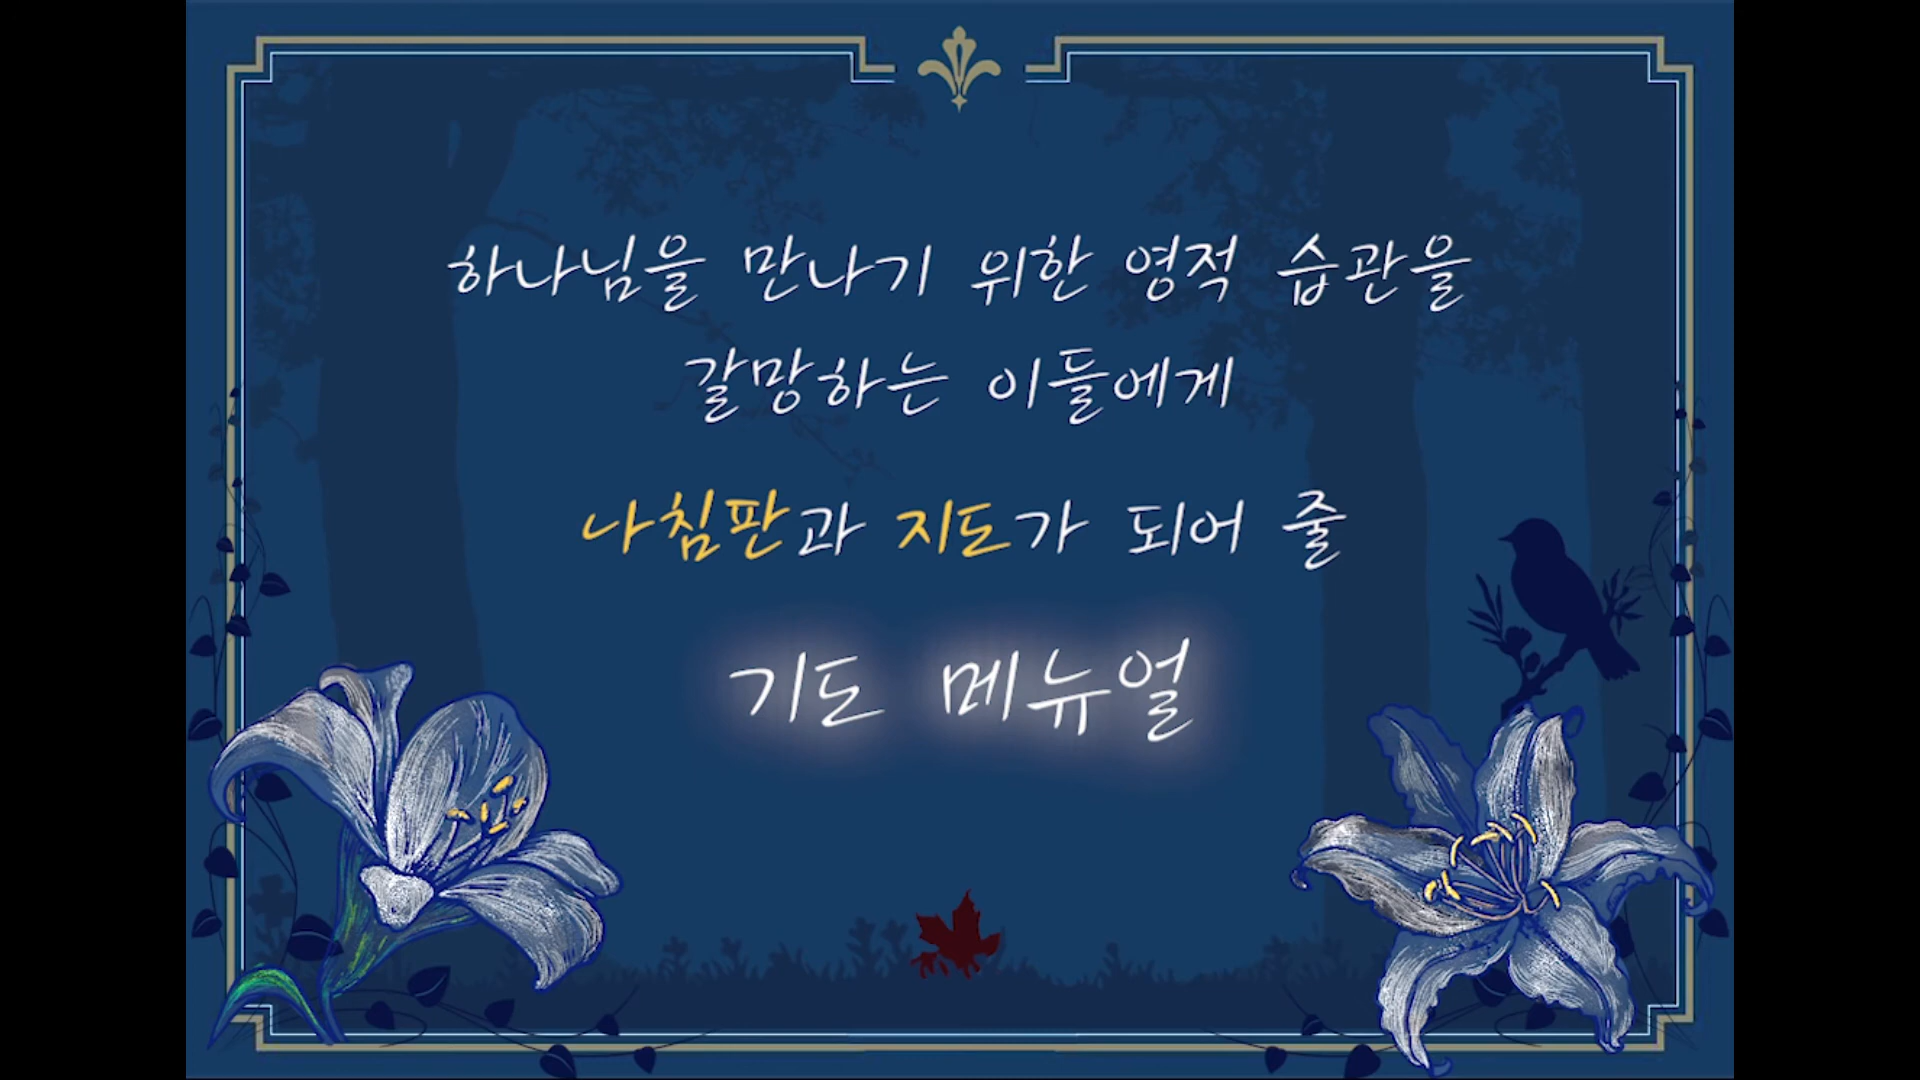 하나님을 만나기 위한 영적 습관을
갈망하는 이들에게
나침판과 지도가 되어 줄
기도 메뉴얼